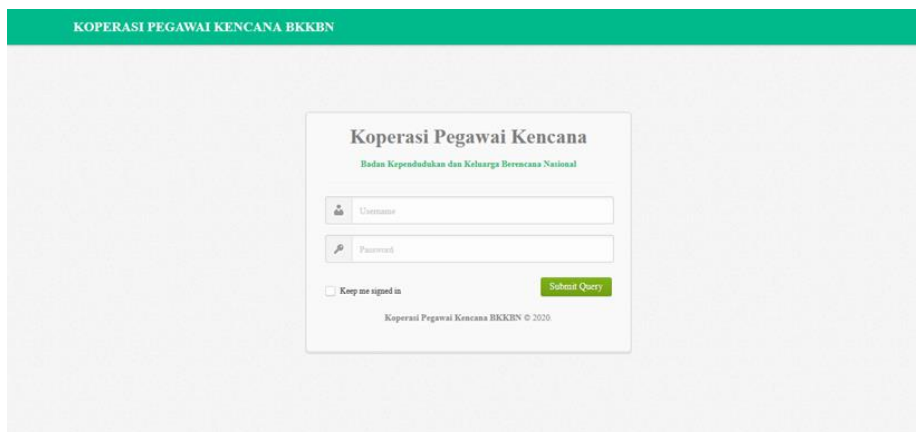 KOPERASI PEGAWAI KENCANA BKKBN
Koperasi Pegawai Kencana
Badan Kependudukan dan Keluarga Berencana Nasional
Username
Password
Keep me signed in
Submit Query
Koperasi Pegawai Kencana BKKBN © 2020.